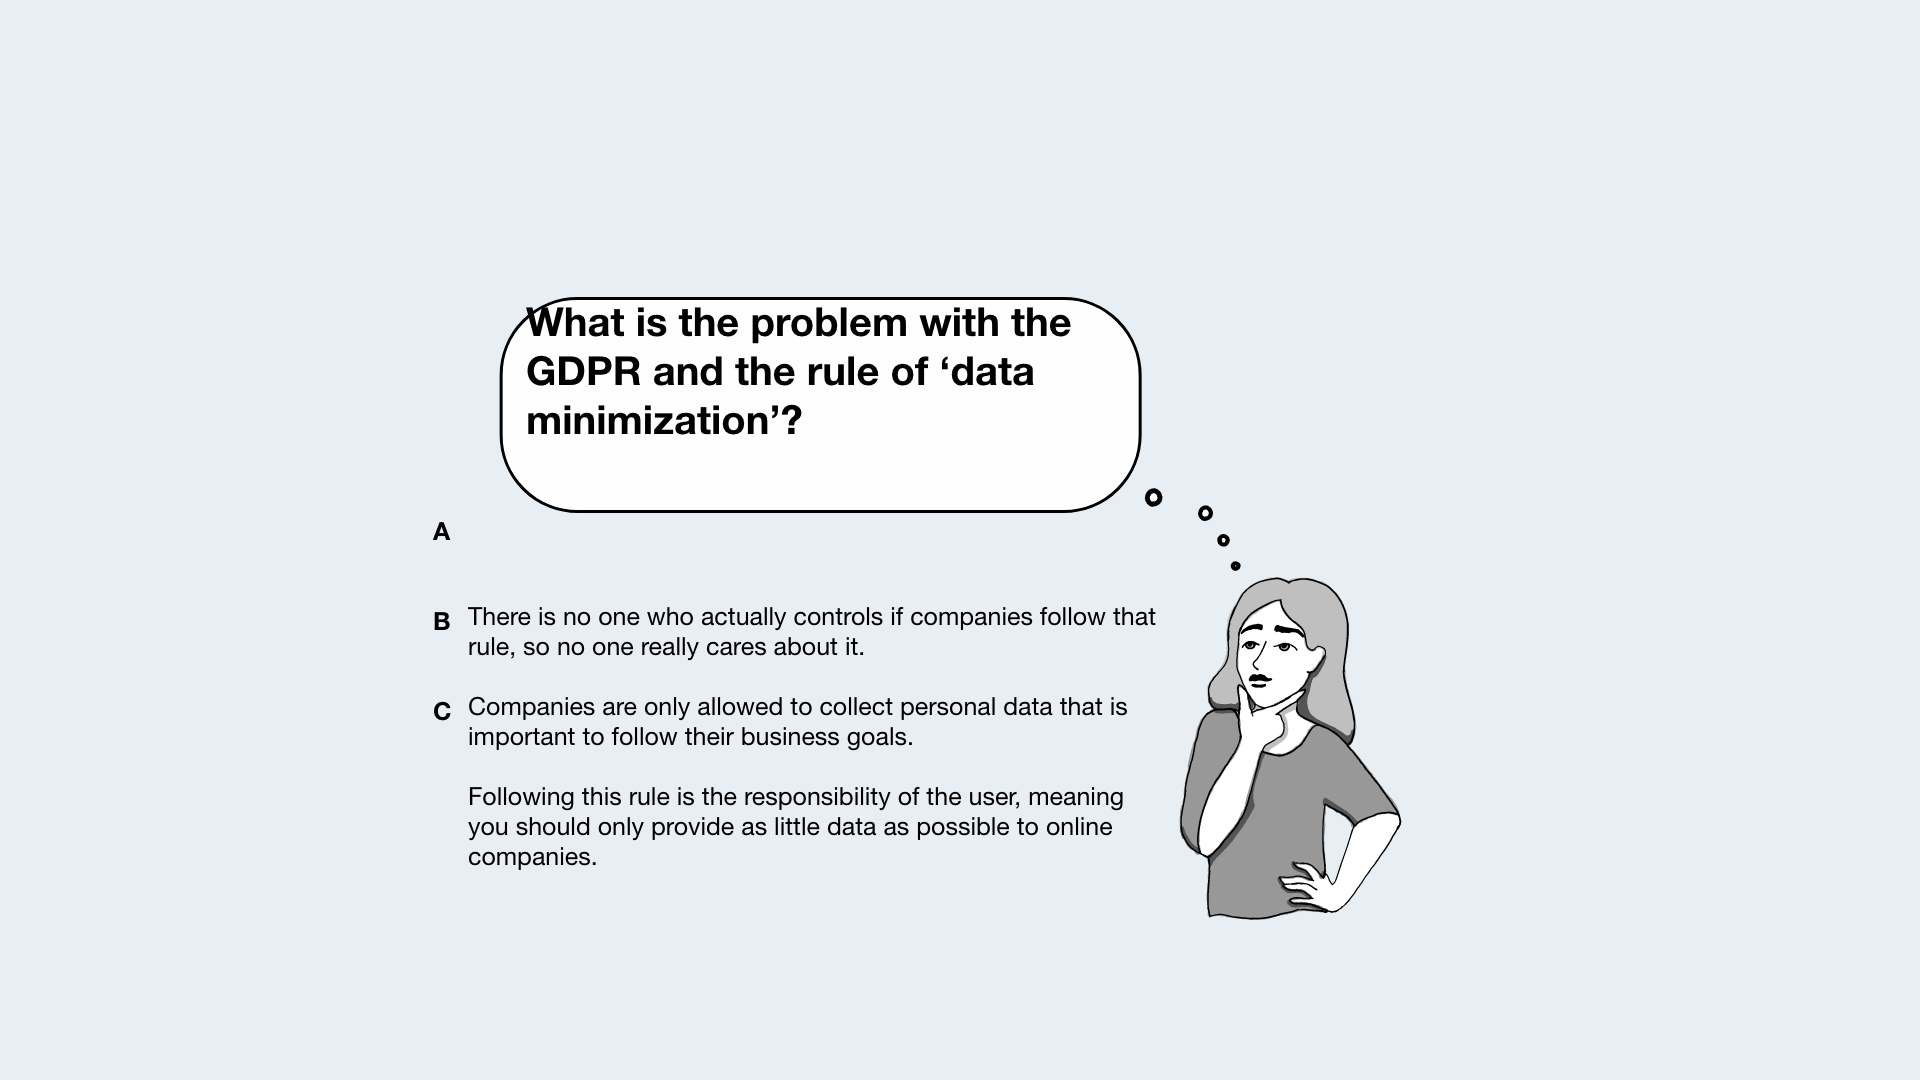 What is the problem with the
GDPR and the rule of ‘data
minimization’?
A
B
There is no one who actually controls if companies follow that
rule, so no one really cares about it.
C
Companies are only allowed to collect personal data that is
important to follow their business goals.
Following this rule is the responsibility of the user, meaning
you should only provide as little data as possible to online
companies.